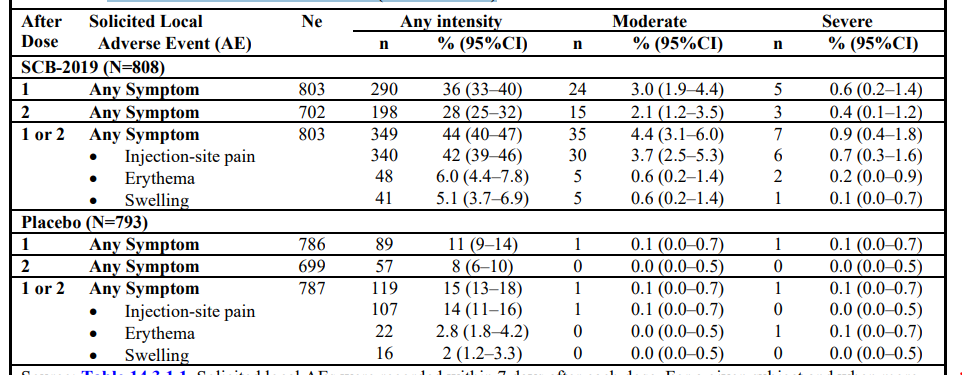 After Solicited Local Ne Any intensity Moderate Severe
Dose Adverse Event (AE) n % (95%CI) n % (95%CI) n % (95%CI)
SCB-2019 (N=808)
1 Any Symptom 803 290 36 (33–40) 24 3.0 (1.9–4.4) 5 0.6 (0.2–1.4)
2 Any Symptom 702 198 28 (25–32) 15 2.1 (1.2–3.5) 3 0.4 (0.1–1.2)
1 or 2 Any Symptom 803 349 44 (40–47) 35 4.4 (3.1–6.0) 7 0.9 (0.4–1.8)
• Injection-site pain 340 42 (39–46) 30 3.7 (2.5–5.3) 6 0.7 (0.3–1.6)
• Erythema 48 6.0 (4.4–7.8) 5 0.6 (0.2–1.4) 2 0.2 (0.0–0.9)
• Swelling 41 5.1 (3.7–6.9) 5 0.6 (0.2–1.4) 1 0.1 (0.0–0.7)
Placebo (N=793)
1 Any Symptom 786 89 11 (9–14) 1 0.1 (0.0–0.7) 1 0.1 (0.0–0.7)
2 Any Symptom 699 57 8 (6–10) 0 0.0 (0.0–0.5) 0 0.0 (0.0–0.5)
1 or 2 Any Symptom 787 119 15 (13–18) 1 0.1 (0.0–0.7) 1 0.1 (0.0–0.7)
• Injection-site pain 107 14 (11–16) 1 0.1 (0.0–0.7) 0 0.0 (0.0–0.5)
• Erythema 22 2.8 (1.8–4.2) 0 0.0 (0.0–0.5) 1 0.1 (0.0–0.7)
• Swelling 16 2 (1.2–3.3) 0 0.0 (0.0–0.5) 0 0.0 (0.0–0.5)